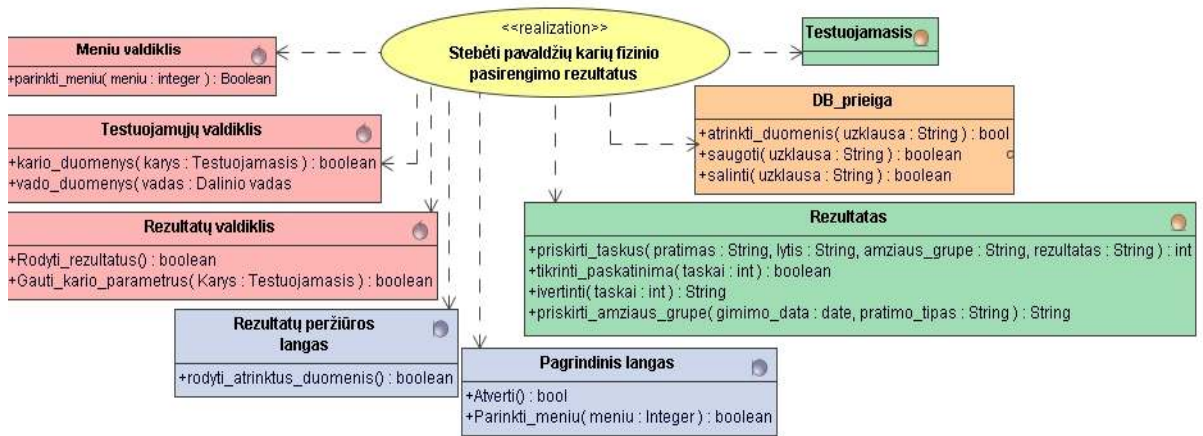 <<realization>>
Stebėti pavaldžių karių fizinio
pasirengimo rezultatus
Testuojamasis
Meniu valdiklis
+parinkti_meniu( meniu : integer ) : Boolean
DB_prieiga
+atrinkti_duomenis( uzklausa : String ) : bool
+saugoti( uzklausa : String ) : boolean
+salinti( uzklausa : String ) : boolean
Testuojamųjų valdiklis
+kario_duomenys( karys : Testuojamasis ) : boolean
+vado_duomenys( vadas : Dalinio vadas
Rezultatų valdiklis
+Rodyti_rezultatus() : boolean
+Gauti_kario_parametrus( Karys : Testuojamasis ) : boolean
Rezultatas
+priskirti_taskus( pratimas : String, lytis : String, amziaus_grupe : String, rezultatas : String ) : int
+tikrinti_paskatinima( taskai : int ) : boolean
+ivertinti( taskai : int ) : String
+priskirti_amziaus_grupe( gimimo_data : date, pratimo_tipas : String ) : String
Rezultatų peržiūros
langas
+rodyti_atrinktus_duomenis() : boolean
Pagrindinis langas
+Atverti() : bool
+Parinkti_meniu( meniu : Integer ) : boolean